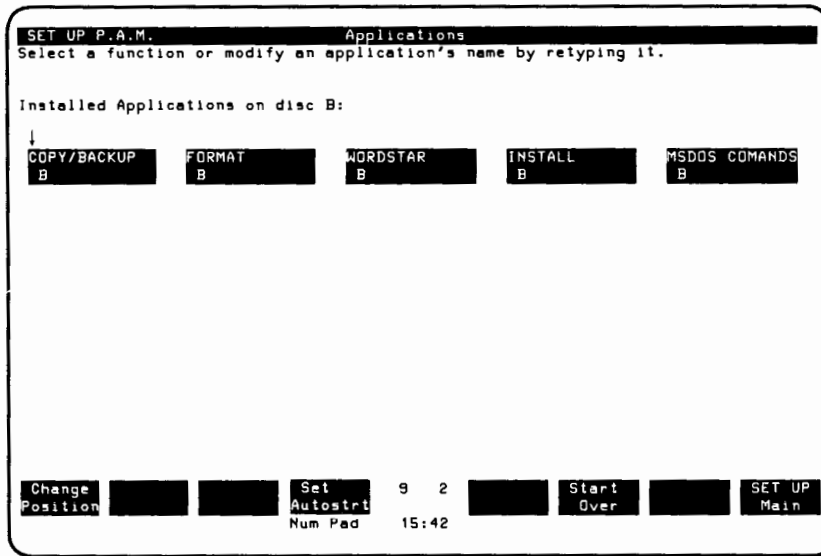 SET UP P.A.M. Applications
Select a function or modify an application's name by retyping it.
Installed Applications on disc B:
COPY/BACKUP FORMAT WORDSTAR INSTALL MSDOS COMANDS
B B B B B
Change Set 9 2 Start SET UP
Position Autostrt Over Main
Num Pad 15:42